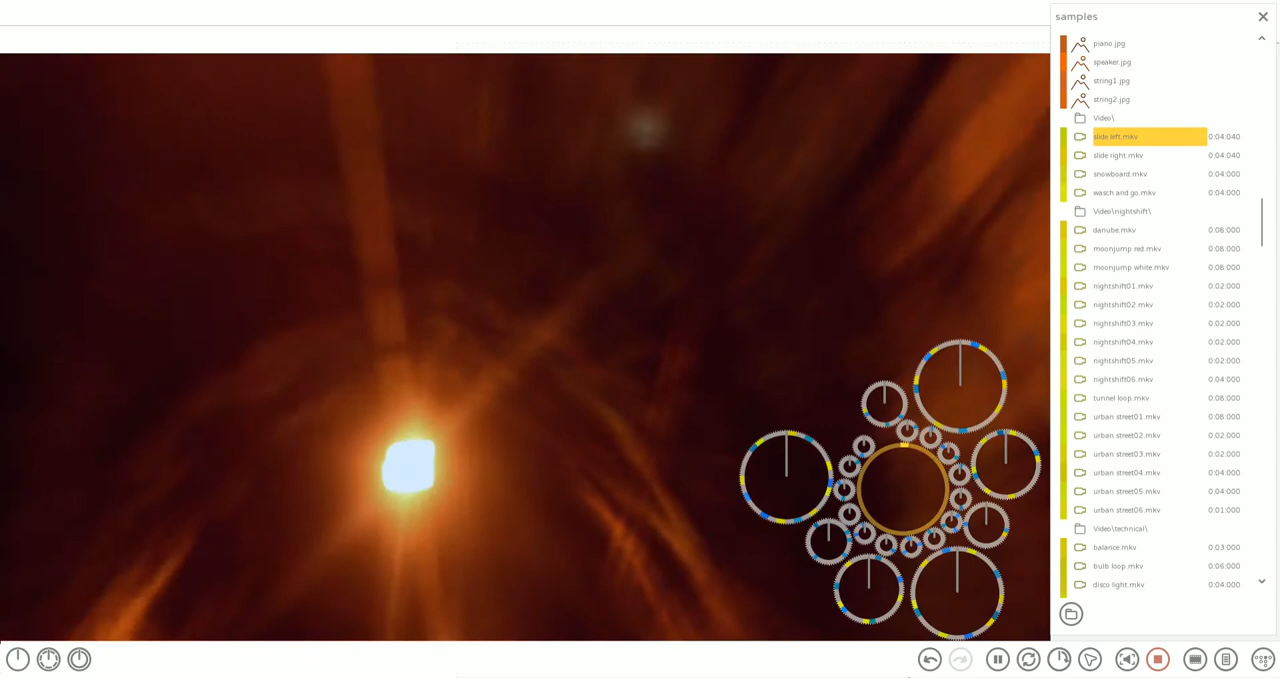 samples
piano.jpg
speaker.jpg
string1.jpg
string2.jpg
Video\
slide left.mkv 0:04:040
slide right.mkv 0:04:040
snowboard.mkv 0:04:000
wasch and go.mkv 0:04:000
Video\nightshift\
danube.mkv 0:08:000
moonjump red.mkv 0:08:000
moonjump white.mkv 0:08:000
nightshift01.mkv 0:02:000
nightshift02.mkv 0:02:000
nightshift03.mkv 0:02:000
nightshift04.mkv 0:02:000
nightshift05.mkv 0:02:000
nightshift06.mkv 0:04:000
tunnel loop.mkv 0:08:000
urban street01.mkv 0:08:000
urban street02.mkv 0:02:000
urban street03.mkv 0:02:000
urban street04.mkv 0:04:000
urban street05.mkv 0:04:000
urban street06.mkv 0:01:000
Video\technical\
balance.mkv 0:03:000
bulb loop.mkv 0:06:000
disco light.mkv 0:04:000